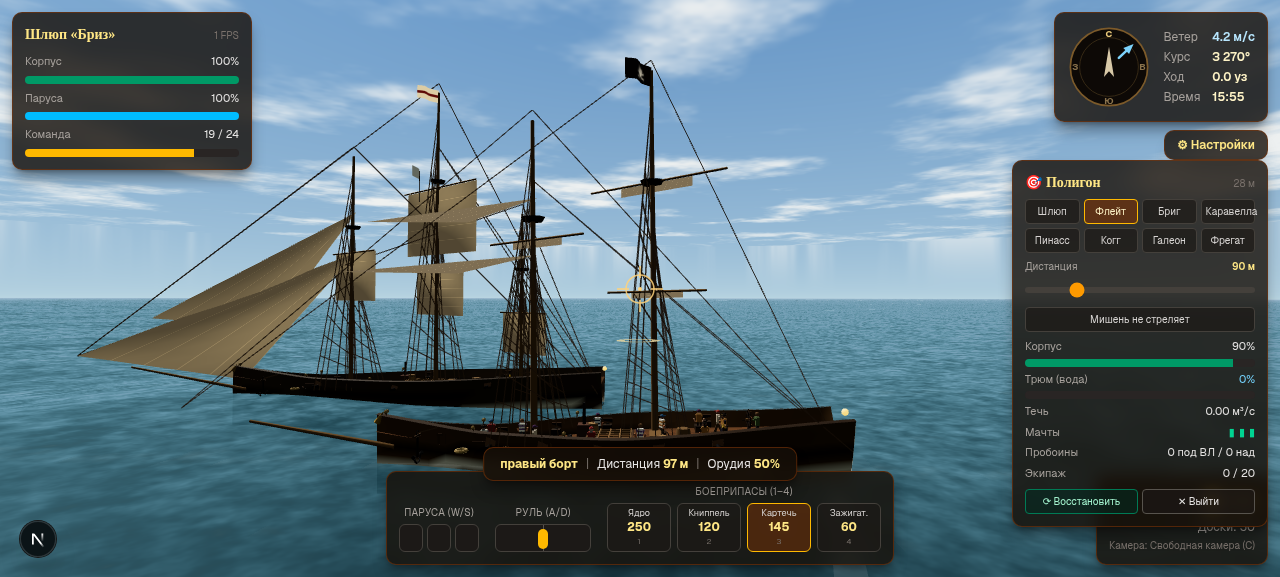 Шлюп «Бриз» 1 FPS
Корпус 100%
Паруса 100%
Команда 19 / 24
С
В
Ю
З
Ветер 4.2 м/с
Курс З 270°
Ход 0.0 уз
Время 15:55
⚙ Настройки
🎯 Полигон 28 м
Шлюп Флейт Бриг Каравелла
Пинасс Когг Галеон Фрегат
Дистанция 90 м
Мишень не стреляет
Корпус 90%
Трюм (вода) 0%
Течь 0.00 м³/с
Мачты
Пробоины 0 под ВЛ / 0 над
Экипаж 0 / 20
⟳ Восстановить ✕ Выйти
Доски: 50
Камера: Свободная камера (C)
правый борт | Дистанция 97 м | Орудия 50%
ПАРУСА (W/S) РУЛЬ (A/D) БОЕПРИПАСЫ (1–4)
Ядро Книппель Картечь Зажигат.
250 120 145 60
1 2 3 4
N